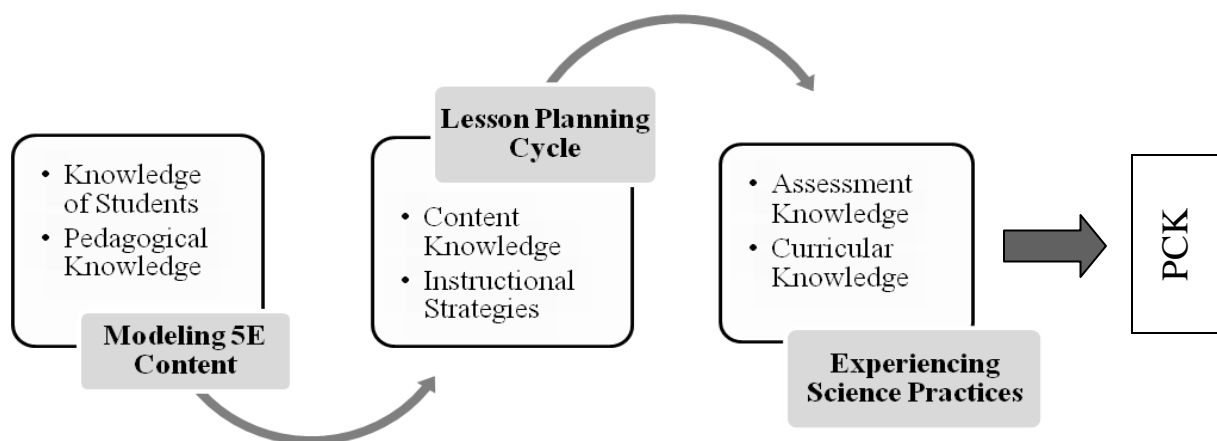 • Knowledge
of Students
• Pedagogical
Knowledge
Modeling 5E
Content
Lesson Planning
Cycle
• Content
Knowledge
• Instructional
Strategies
• Assessment
Knowledge
• Curricular
Knowledge
Experiencing
Science Practices
PCK